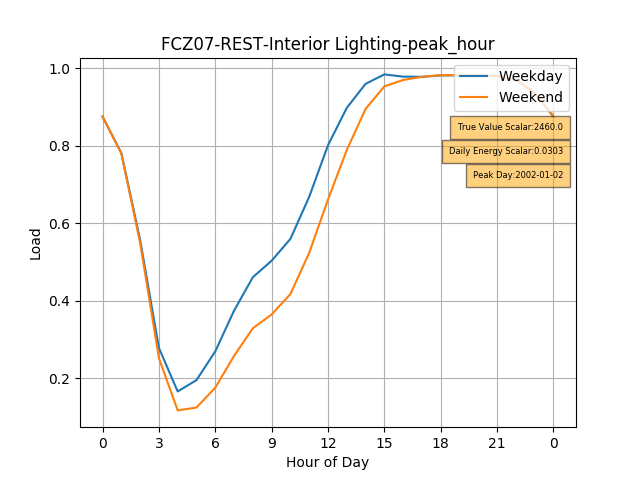 FCZ07-REST-Interior Lighting-peak_hour
Weekday
Weekend
True Value Scalar:2460.0
Daily Energy Scalar:0.0303
Peak Day:2002-01-02
Load
1.0
0.8
0.6
0.4
0.2
0 3 6 9 12 15 18 21 0
Hour of Day